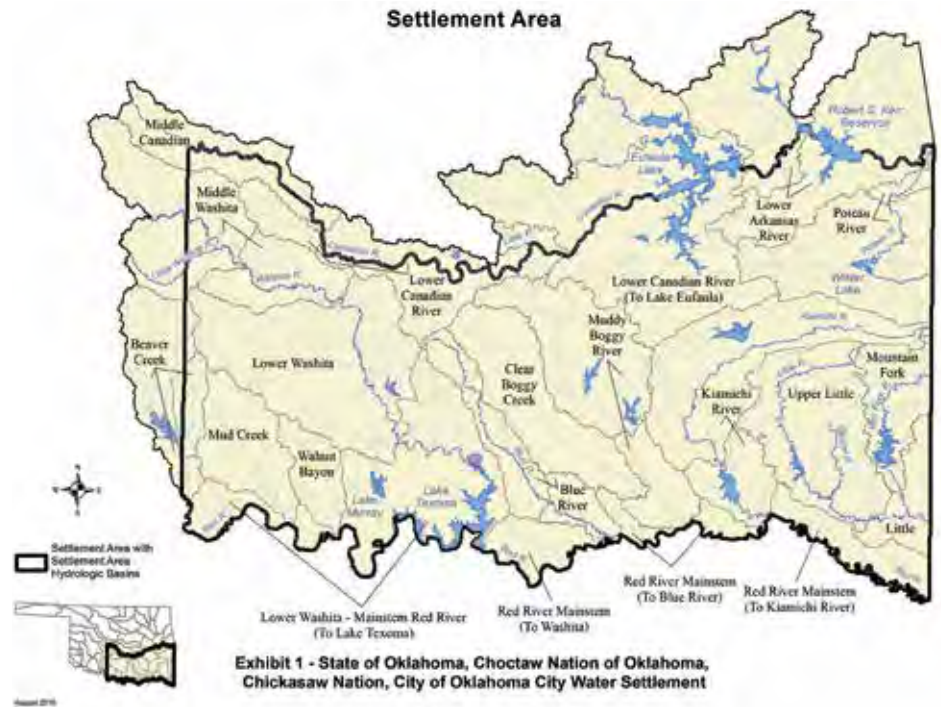 Settlement Area
Middle
Canadian
Robert S. Kerr
Reservoir
Eufaula
Lake
Middle
Washita
Lower
Arkansas
River
Poteau
River
Washita R.
Lower
Canadian
River
Lower Canadian River
(To Lake Eufaula)
Wister
Lake
Muddy
Boggy
River
Beaver
Creek
Lower Washita
Clear
Boggy
Creek
Mountain
Fork
Kiamichi
River
Upper Little
Mud Creek
Walnut
Bayou
Lake
Murray
Lake
Texoma
Blue
River
Little
Settlement Area with
Settlement Area
Hydrologic Basins
Lower Washita - Mainstem Red River
(To Lake Texoma)
Red River Mainstem
(To Washita)
Red River Mainstem
(To Blue River)
Red River Mainstem
(To Kiamichi River)
Exhibit 1 - State of Oklahoma, Choctaw Nation of Oklahoma,
Chickasaw Nation, City of Oklahoma City Water Settlement